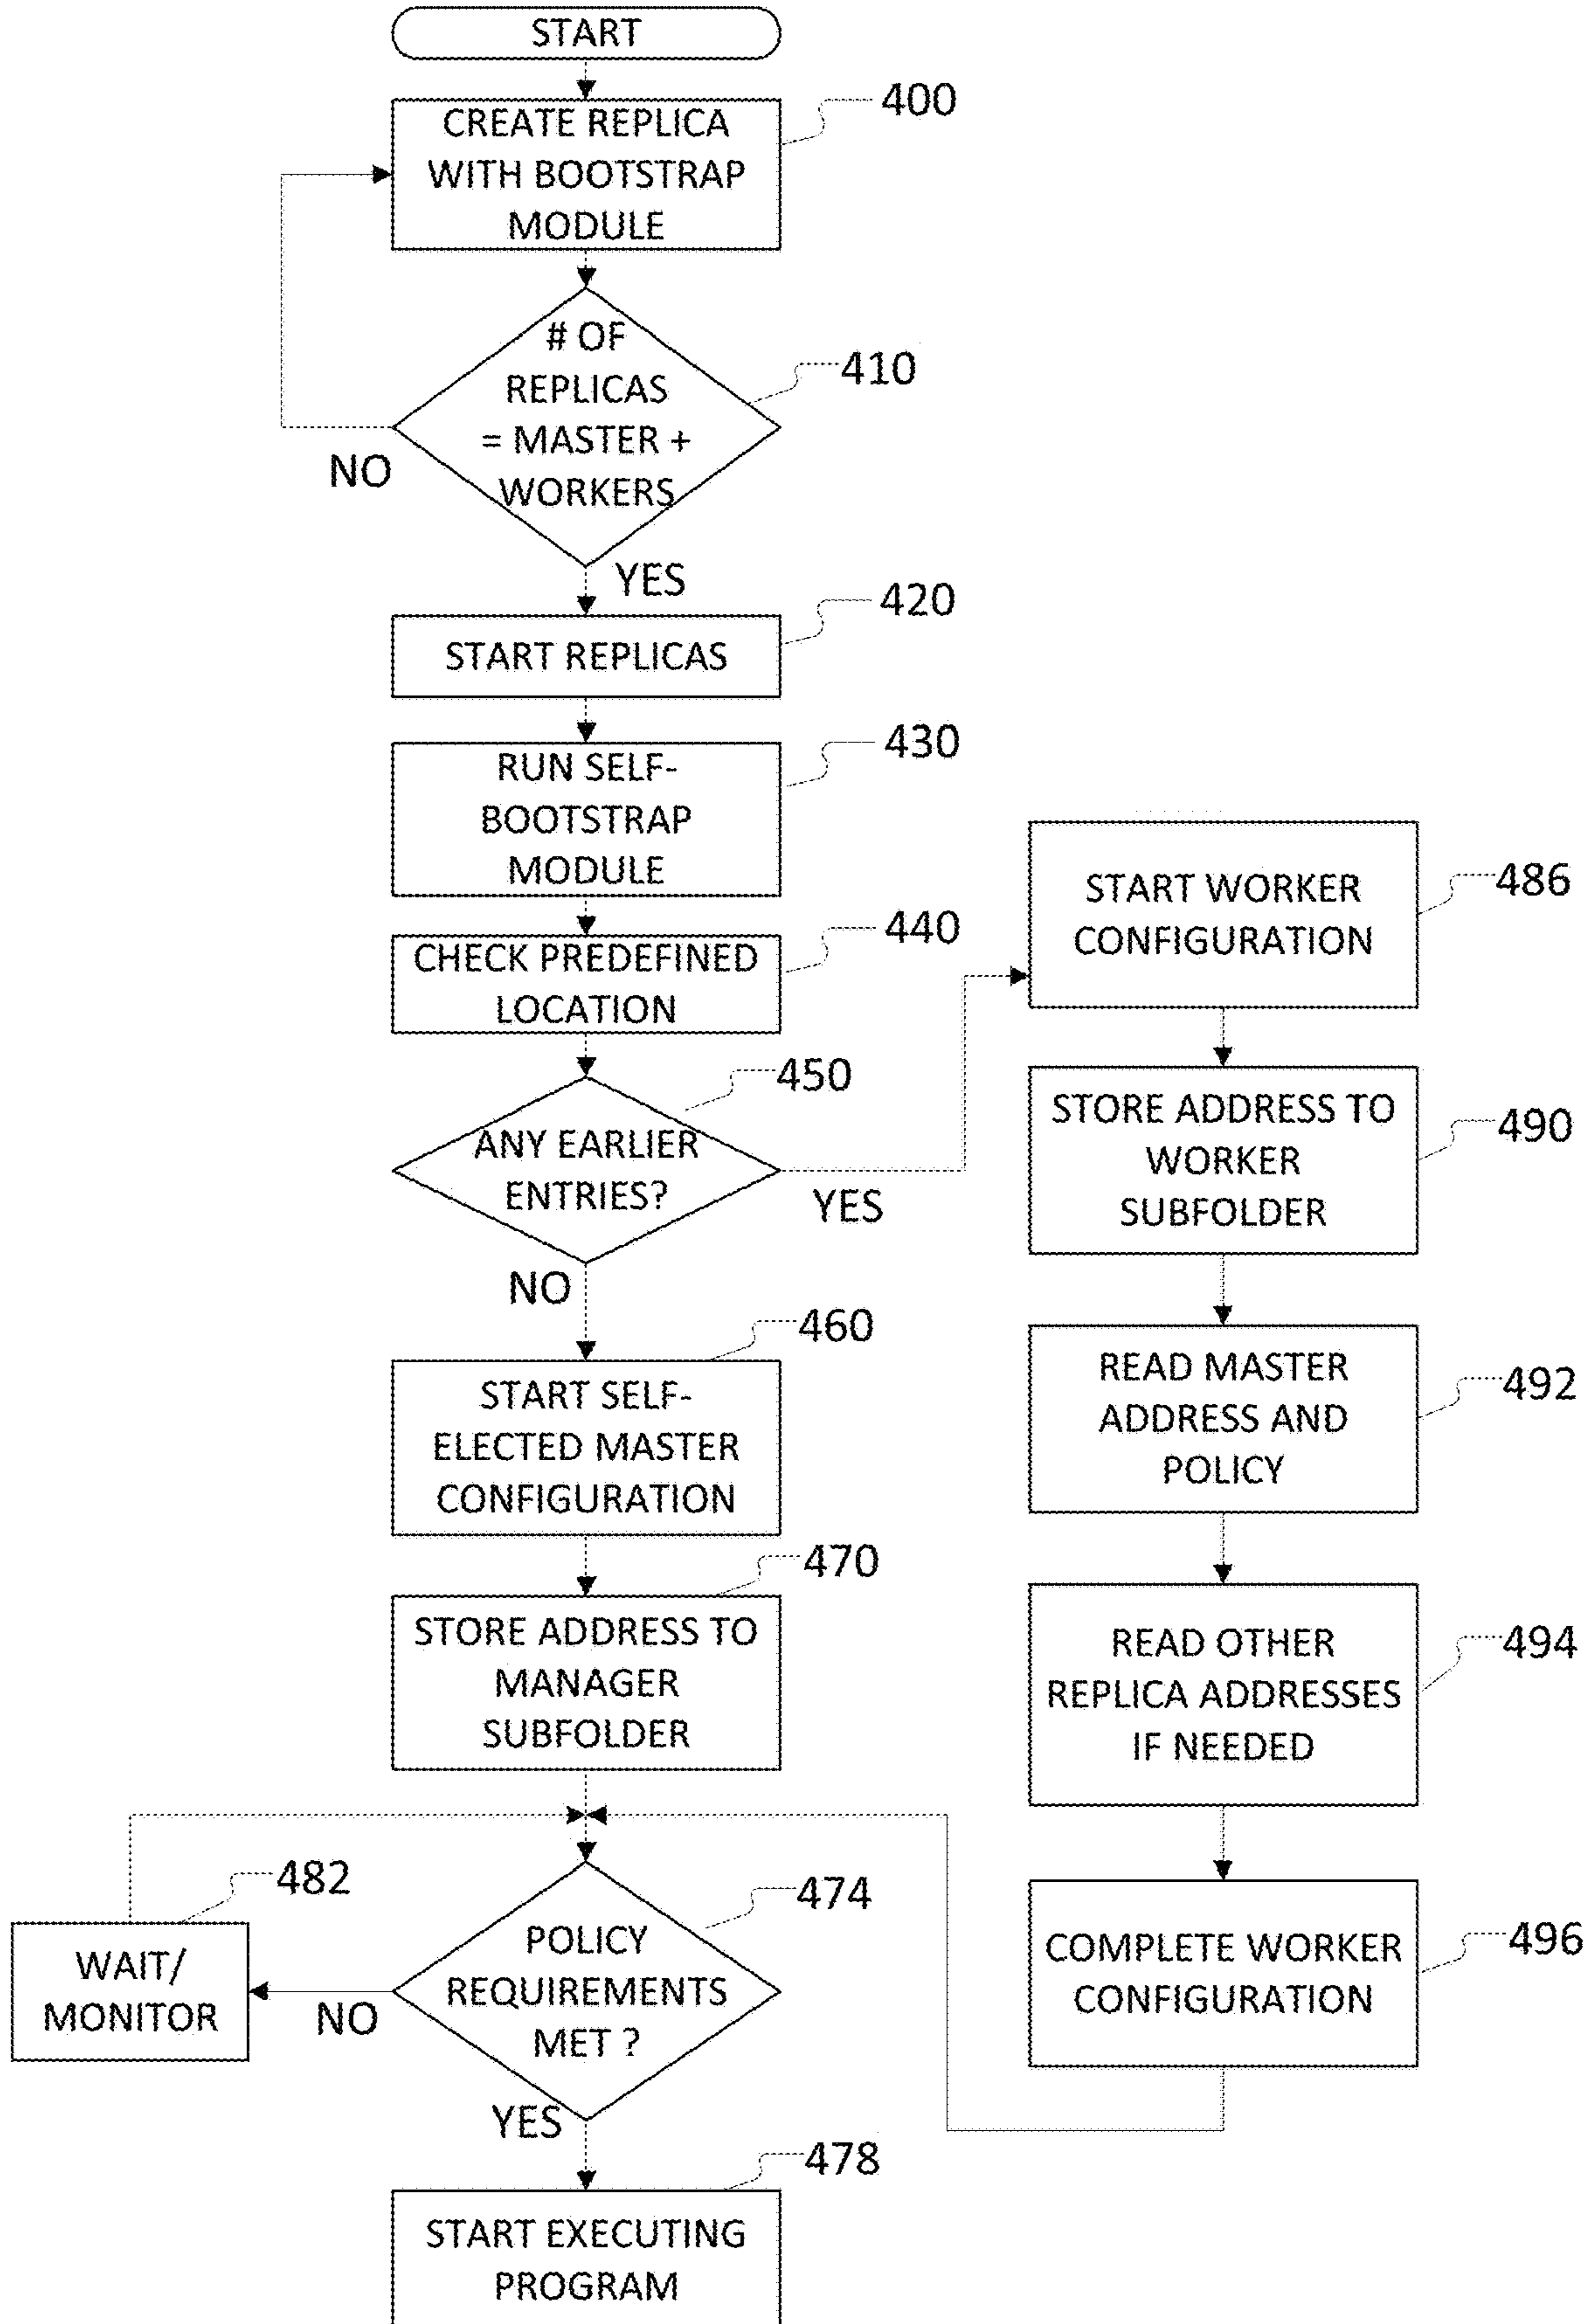 START
400
CREATE REPLICA
WITH BOOTSTRAP
MODULE
# OF
REPLICAS
= MASTER +
WORKERS
410
NO
YES
420
START REPLICAS
430
RUN SELF-
BOOTSTRAP
MODULE
440
CHECK PREDEFINED
LOCATION
450
ANY EARLIER
ENTRIES?
YES
NO
460
START SELF-
ELECTED MASTER
CONFIGURATION
470
STORE ADDRESS TO
MANAGER
SUBFOLDER
482
WAIT/
MONITOR
474
POLICY
REQUIREMENTS
MET ?
NO
YES
478
START EXECUTING
PROGRAM
START WORKER
CONFIGURATION
486
STORE ADDRESS TO
WORKER
SUBFOLDER
490
READ MASTER
ADDRESS AND
POLICY
492
READ OTHER
REPLICA ADDRESSES
IF NEEDED
494
COMPLETE WORKER
CONFIGURATION
496